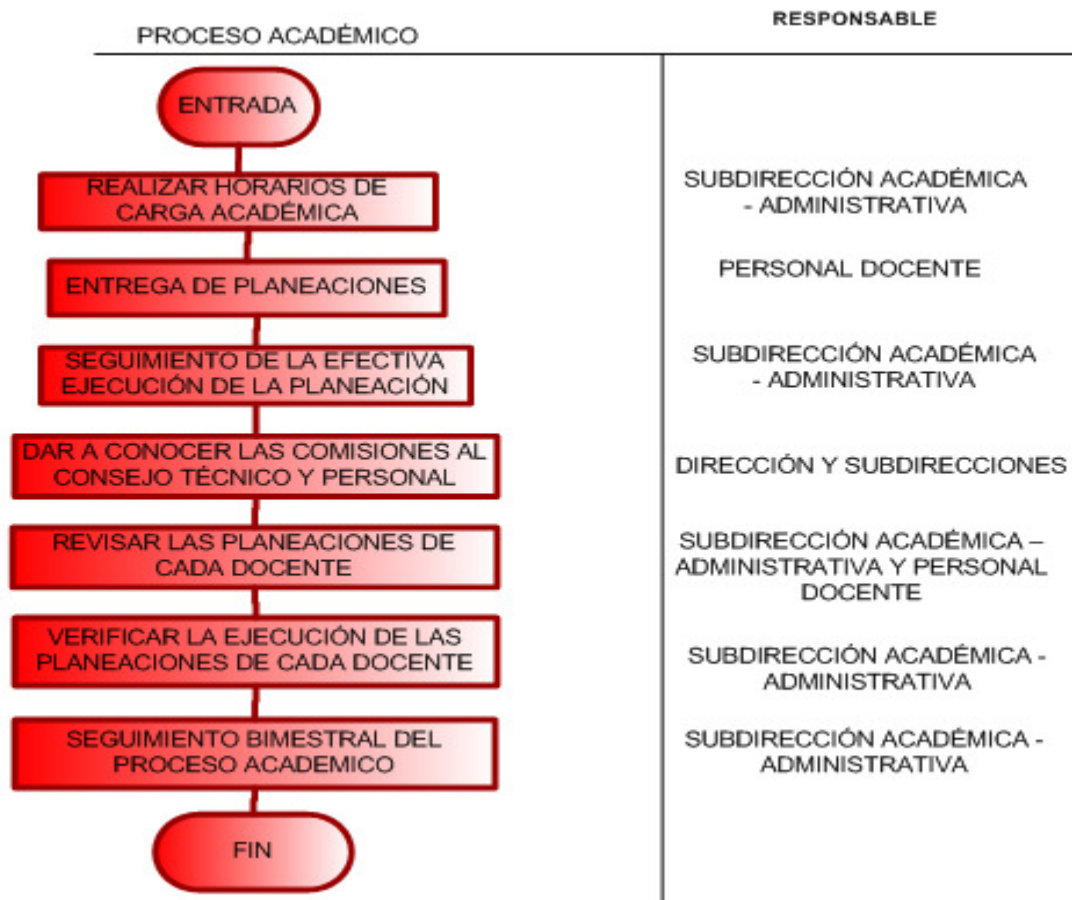 PROCESO ACADÉMICO
RESPONSABLE
ENTRADA
REALIZAR HORARIOS DE
CARGA ACADÉMICA
SUBDIRECCIÓN ACADÉMICA
- ADMINISTRATIVA
ENTREGA DE PLANEACIONES
PERSONAL DOCENTE
SEGUIMIENTO DE LA EFECTIVA
EJECUCIÓN DE LA PLANEACIÓN
SUBDIRECCIÓN ACADÉMICA
- ADMINISTRATIVA
DAR A CONOCER LAS COMISIONES AL
CONSEJO TÉCNICO Y PERSONAL
DIRECCIÓN Y SUBDIRECCIONES
REVISAR LAS PLANEACIONES DE
CADA DOCENTE
SUBDIRECCIÓN ACADÉMICA –
ADMINISTRATIVA Y PERSONAL
DOCENTE
VERIFICAR LA EJECUCIÓN DE LAS
PLANEACIONES DE CADA DOCENTE
SUBDIRECCIÓN ACADÉMICA -
ADMINISTRATIVA
SEGUIMIENTO BIMESTRAL DEL
PROCESO ACADEMICO
SUBDIRECCIÓN ACADÉMICA -
ADMINISTRATIVA
FIN